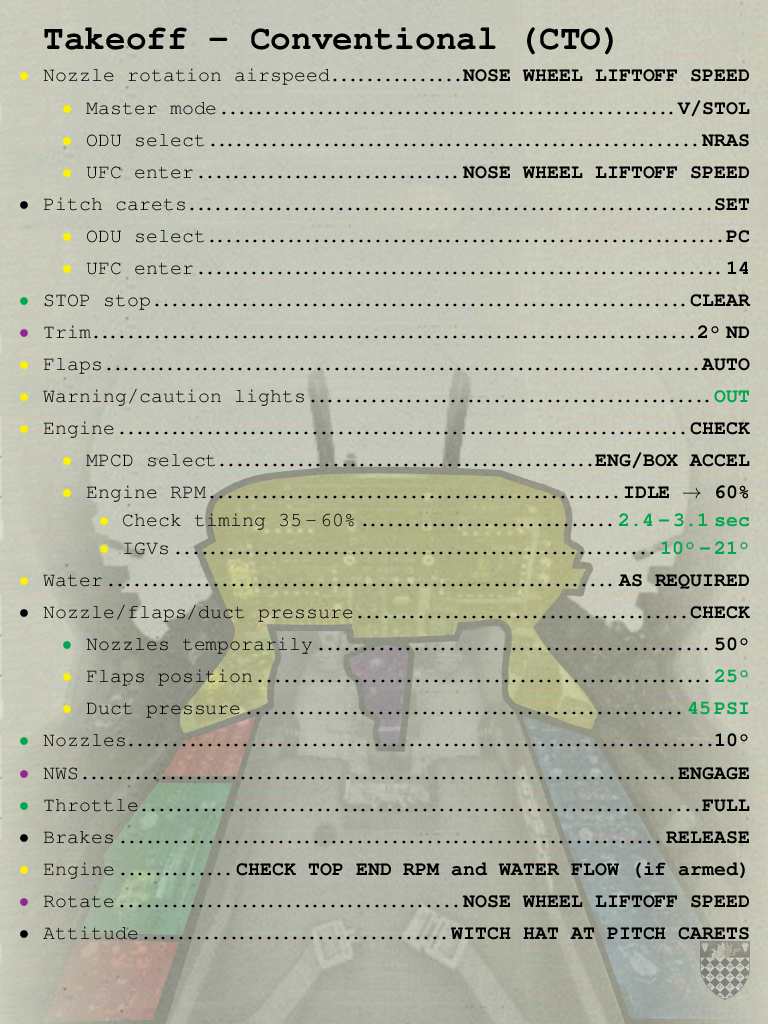 Takeoff – Conventional (CTO)
• Nozzle rotation airspeed...............NOSE WHEEL LIFTOFF SPEED
• Master mode.......................................V/STOL
• ODU select..........................................NRAS
• UFC enter......................NOSE WHEEL LIFTOFF SPEED
• Pitch carets.............................................SET
• ODU select............................................PC
• UFC enter.............................................14
• STOP stop..............................................CLEAR
• Trim...................................................2° ND
• Flaps...................................................AUTO
• Warning/caution lights..................................OUT
• Engine................................................CHECK
• MPCD select................................ENG/BOX ACCEL
• Engine RPM...................................IDLE → 60%
• Check timing 35–60%......................2.4–3.1 sec
• IGVs.........................................10°–21°
• Water...........................................AS REQUIRED
• Nozzle/flaps/duct pressure............................CHECK
• Nozzles temporarily.................................50°
• Flaps position......................................25°
• Duct pressure.....................................45 PSI
• Nozzles.................................................10°
• NWS..................................................ENGAGE
• Throttle...............................................FULL
• Brakes..............................................RELEASE
• Engine............CHECK TOP END RPM and WATER FLOW (if armed)
• Rotate.............................NOSE WHEEL LIFTOFF SPEED
• Attitude..........................WITCH HAT AT PITCH CARETS